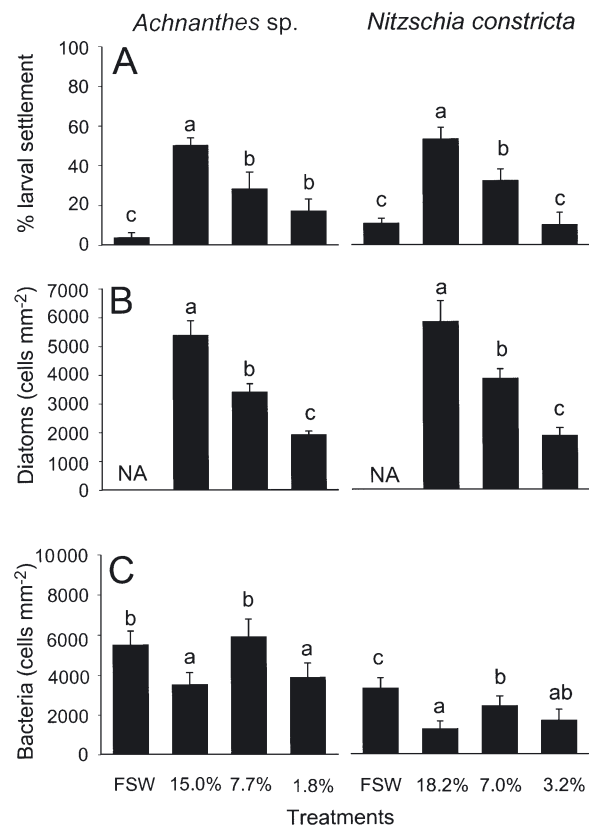 Achnanthes sp. Nitzschia constricta
A
% larval settlement
100
80
60
40
20
0
c a b b c a b c
B
Diatoms (cells mm-2)
7000
6000
5000
4000
3000
2000
1000
0
NA a b c NA a b c
C
Bacteria (cells mm-2)
10000
8000
6000
4000
2000
0
b a b a c a b ab
FSW 15.0% 7.7% 1.8% FSW 18.2% 7.0% 3.2%
Treatments